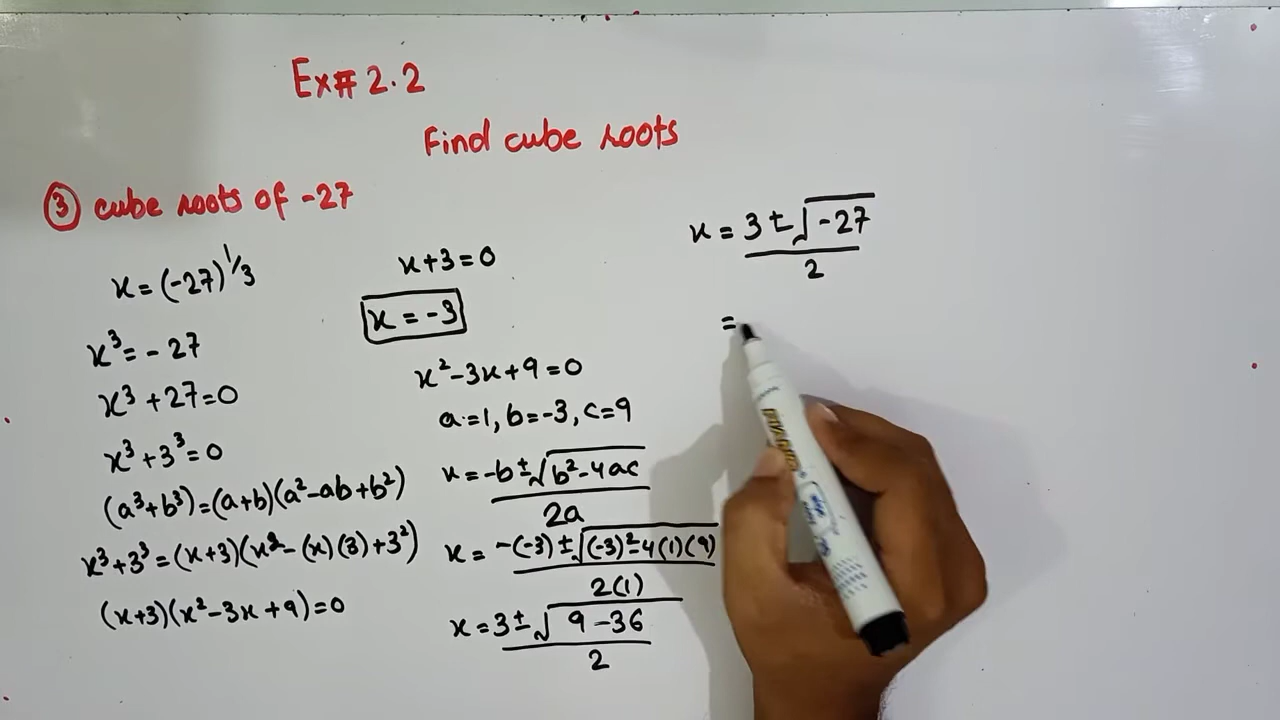 Ex# 2.2
Find cube roots
③ cube roots of -27
x = (-27)^1/3
x³ = - 27
x³ + 27 = 0
x³ + 3³ = 0
(a³+b³) = (a+b)(a²-ab+b²)
x³+3³ = (x+3)(x²-(x)(3)+3²)
(x+3)(x²-3x+9) = 0
x+3 = 0
x = -3
x²-3x+9 = 0
a = 1, b = -3, c = 9
x = -b ± √b²-4ac
2a
x = -(-3) ± √(-3)²-4(1)(9)
2(1)
x = 3 ± √9-36
2
x = 3 ± √-27
2
=